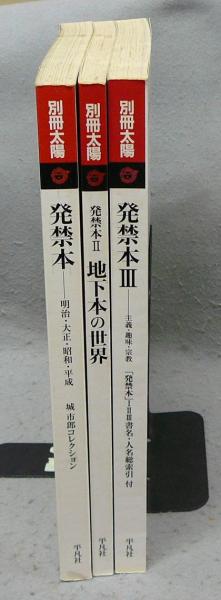 別冊太陽
発禁本
明治・大正・昭和・平成
城市郎コレクション
平凡社
別冊太陽
発禁本II
地下本の世界
平凡社
別冊太陽
発禁本III
主義・趣味・宗教
「発禁本」I・II・III書名・人名総索引付
平凡社